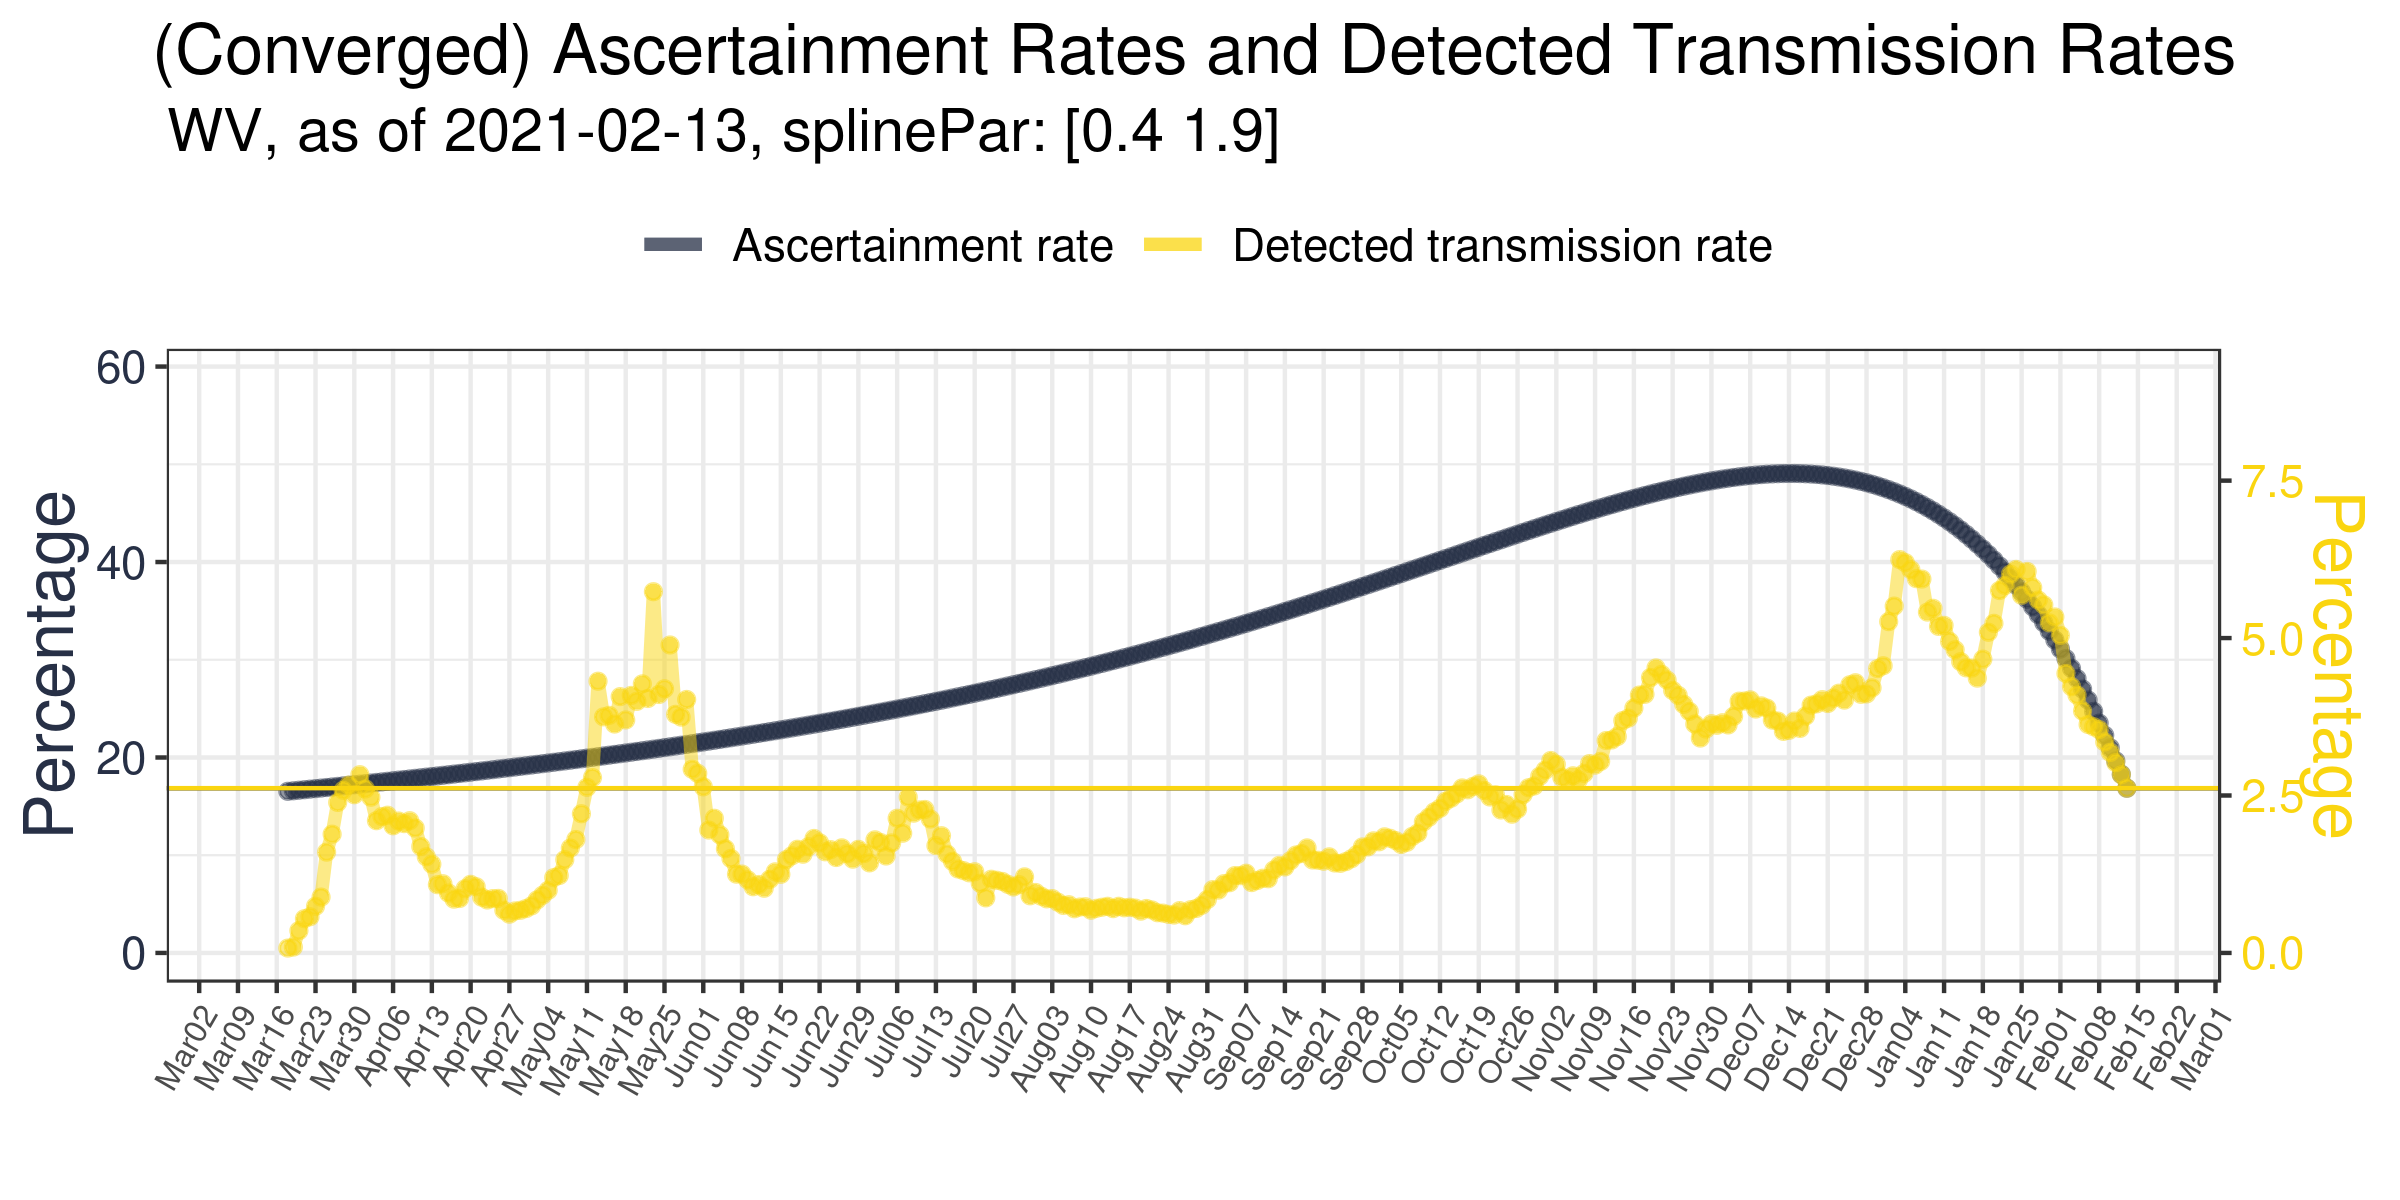 (Converged) Ascertainment Rates and Detected Transmission Rates
WV, as of 2021-02-13, splinePar: [0.4 1.9]
Ascertainment rate
Detected transmission rate
Percentage
60
40
20
0
7.5
5.0
2.5
0.0
Percentage
Mar02
Mar09
Mar16
Mar23
Mar30
Apr06
Apr13
Apr20
Apr27
May04
May11
May18
May25
Jun01
Jun08
Jun15
Jun22
Jun29
Jul06
Jul13
Jul20
Jul27
Aug03
Aug10
Aug17
Aug24
Aug31
Sep07
Sep14
Sep21
Sep28
Oct05
Oct12
Oct19
Oct26
Nov02
Nov09
Nov16
Nov23
Nov30
Dec07
Dec14
Dec21
Dec28
Jan04
Jan11
Jan18
Jan25
Feb01
Feb08
Feb15
Feb22
Mar01